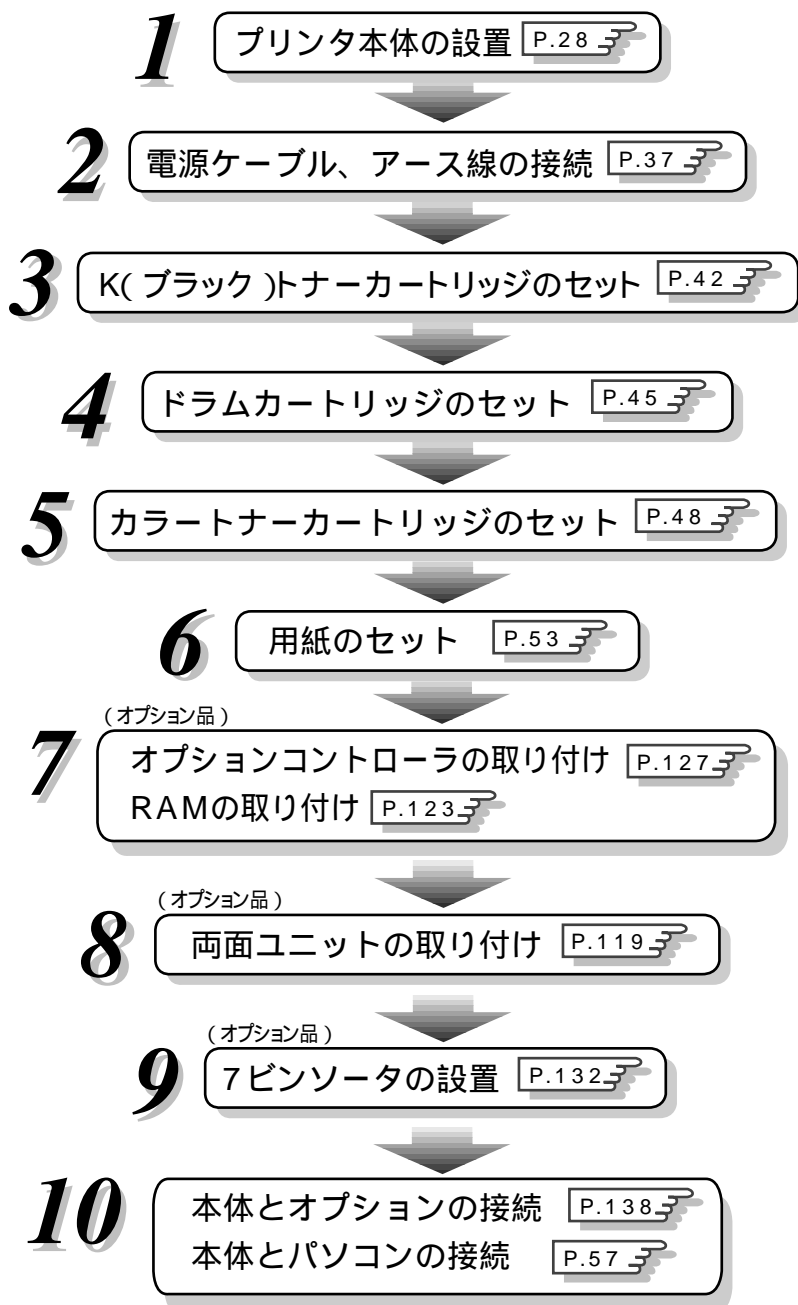 1 プリンタ本体の設置 P.28
2 電源ケーブル、アース線の接続 P.37
3 K(ブラック)トナーカートリッジのセット P.42
4 ドラムカートリッジのセット P.45
5 カラートナーカートリッジのセット P.48
6 用紙のセット P.53
(オプション品)
7 オプションコントローラの取り付け P.127
RAMの取り付け P.123
(オプション品)
8 両面ユニットの取り付け P.119
(オプション品)
9 7ビンソータの設置 P.132
10 本体とオプションの接続 P.138
本体とパソコンの接続 P.57